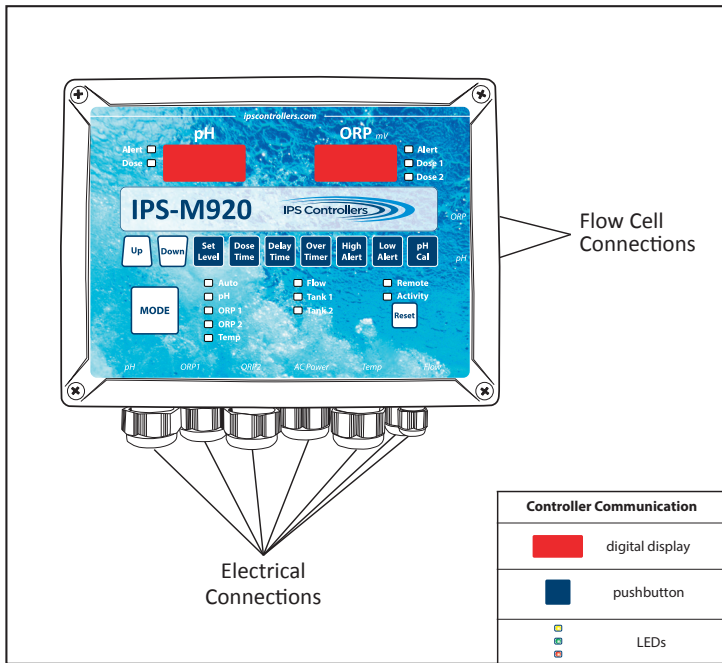 ipscontrollers.com
pH
ORP mV
Alert
Dose
Alert
Dose 1
Dose 2
IPS-M920
IPS Controllers
ORP
pH
Up
Down
Set Level
Dose Time
Delay Time
Over Timer
High Alert
Low Alert
pH Cal
MODE
Auto
pH
ORP 1
ORP 2
Temp
Flow
Tank 1
Tank 2
Remote
Activity
Reset
pH
ORP1
ORP2
AC Power
Temp
Flow
Flow Cell
Connections
Electrical
Connections
Controller Communication
digital display
pushbutton
LEDs